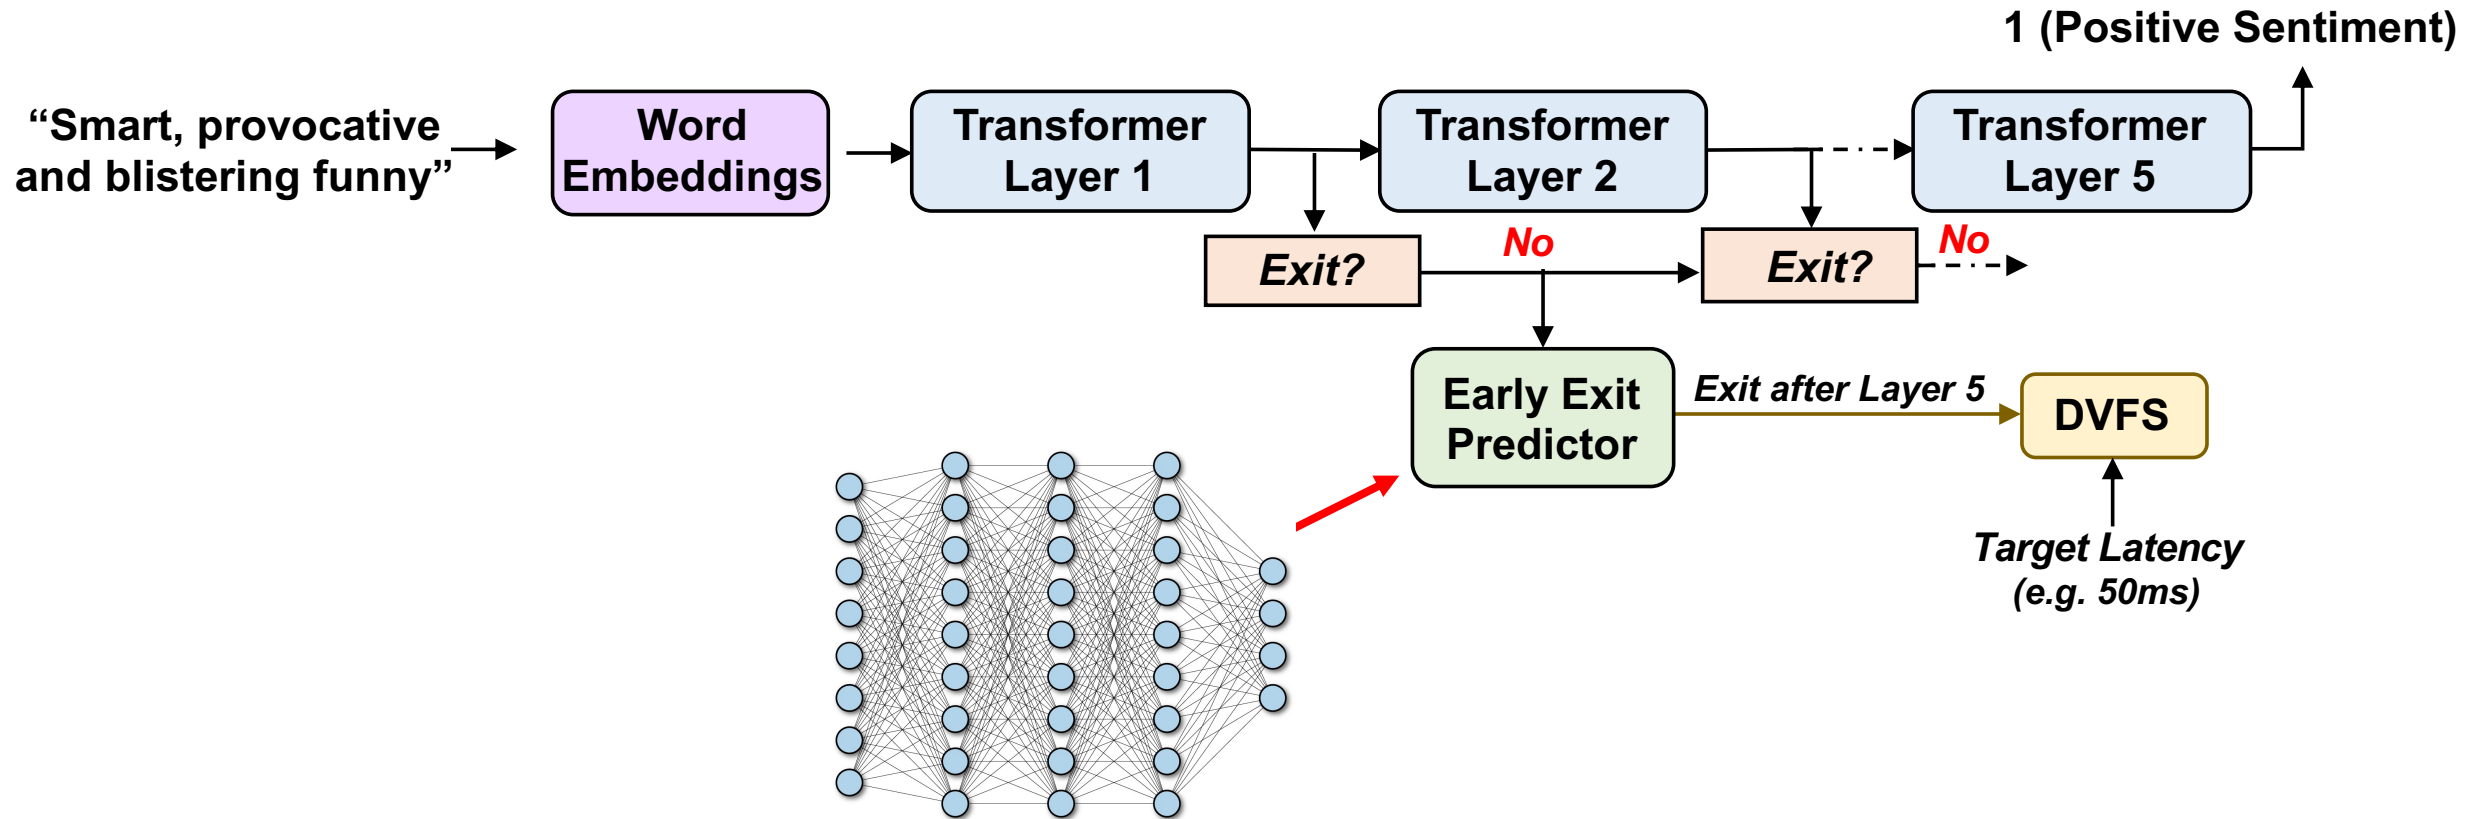 1 (Positive Sentiment)
“Smart, provocative
and blistering funny”
Word
Embeddings
Transformer
Layer 1
Transformer
Layer 2
Transformer
Layer 5
Exit?
No
Exit?
No
Early Exit
Predictor
Exit after Layer 5
DVFS
Target Latency
(e.g. 50ms)